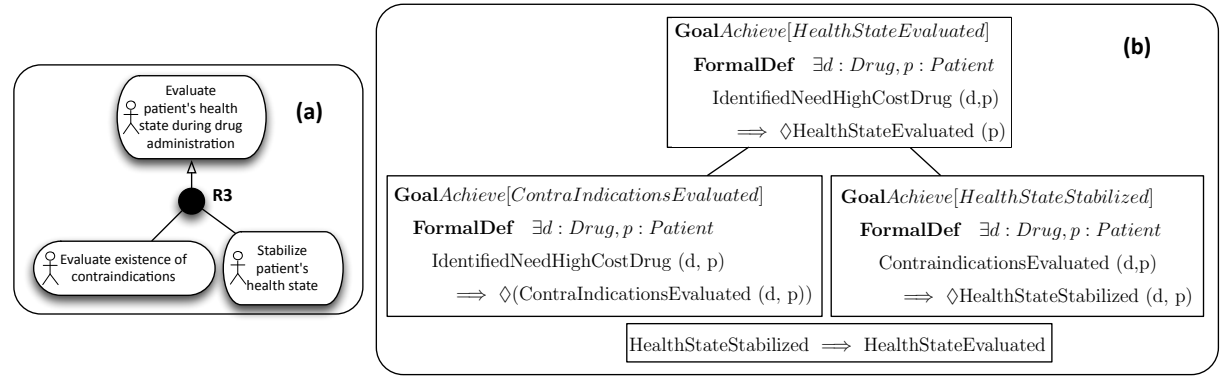 (a)
Evaluate
patient's health
state during drug
administration
R3
Evaluate existence of
contraindications
Stabilize
patient's
health state
(b)
GoalAchieve[HealthStateEvaluated]
FormalDef ∃d : Drug, p : Patient
IdentifiedNeedHighCostDrug (d,p)
⟹ ◊HealthStateEvaluated (p)
GoalAchieve[ContraIndicationsEvaluated]
FormalDef ∃d : Drug, p : Patient
IdentifiedNeedHighCostDrug (d, p)
⟹ ◊(ContraIndicationsEvaluated (d, p))
GoalAchieve[HealthStateStabilized]
FormalDef ∃d : Drug, p : Patient
ContraindicationsEvaluated (d,p)
⟹ ◊HealthStateStabilized (d, p)
HealthStateStabilized ⟹ HealthStateEvaluated